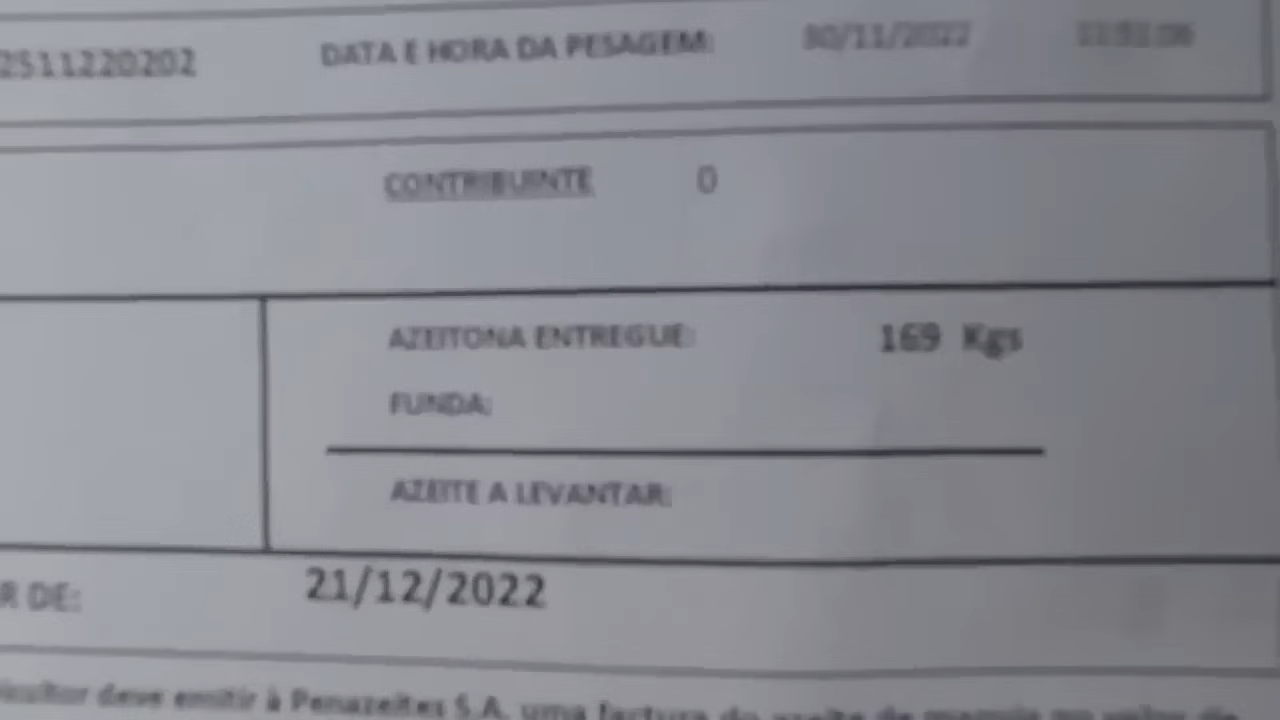 2511220202 DATA E HORA DA PESAGEM: 30/11/2022
CONTRIBUINTE 0
AZEITONA ENTREGUE: 169 Kgs
FUNDA:
AZEITE A LEVANTAR:
R DE: 21/12/2022
deve emitir à Penazeites S.A. uma factura do azeite de